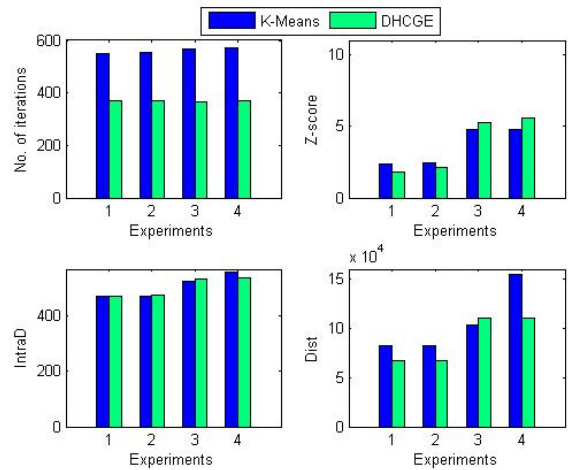 K-Means DHCGE
600
400
200
0
No. of iterations
1 2 3 4
Experiments
10
5
0
Z-score
1 2 3 4
Experiments
400
200
0
IntraD
1 2 3 4
Experiments
x 10^4
15
10
5
0
Dist
1 2 3 4
Experiments